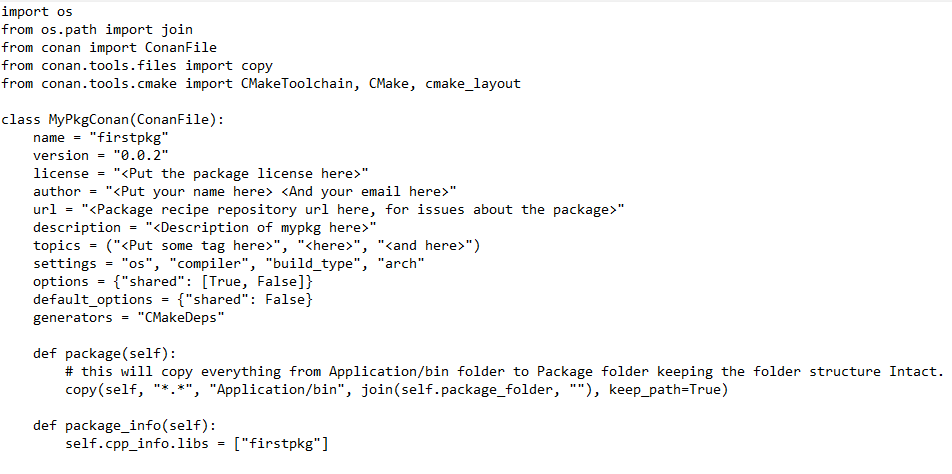 import os
from os.path import join
from conan import ConanFile
from conan.tools.files import copy
from conan.tools.cmake import CMakeToolchain, CMake, cmake_layout

class MyPkgConan(ConanFile):
    name = "firstpkg"
    version = "0.0.2"
    license = "<Put the package license here>"
    author = "<Put your name here> <And your email here>"
    url = "<Package recipe repository url here, for issues about the package>"
    description = "<Description of mypkg here>"
    topics = ("<Put some tag here>", "<here>", "<and here>")
    settings = "os", "compiler", "build_type", "arch"
    options = {"shared": [True, False]}
    default_options = {"shared": False}
    generators = "CMakeDeps"

    def package(self):
        # this will copy everything from Application/bin folder to Package folder keeping the folder structure Intact.
        copy(self, "*.*", "Application/bin", join(self.package_folder, ""), keep_path=True)

    def package_info(self):
        self.cpp_info.libs = ["firstpkg"]